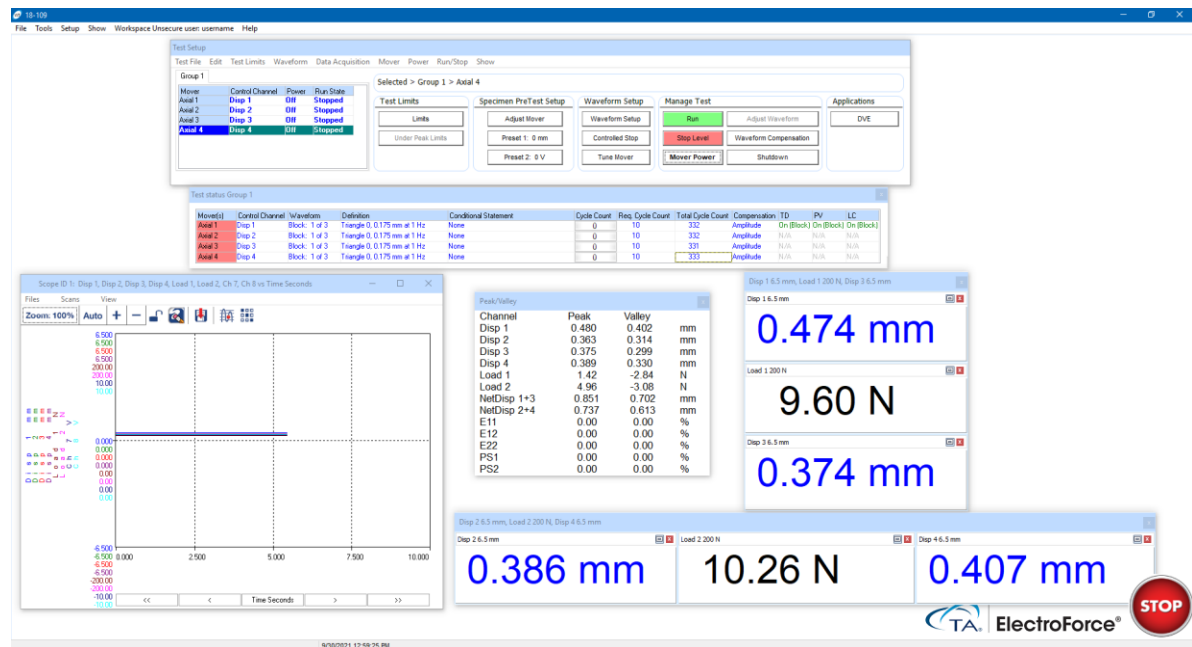 18-109
File Tools Setup Show Workspace Unsecure user: username Help
Test Setup
Test File Edit Test Limits Waveform Data Acquisition Mover Power Run/Stop Show
Group 1
Mover Control Channel Power Run State
Axial 1 Disp 1 Off Stopped
Axial 2 Disp 2 Off Stopped
Axial 3 Disp 3 Off Stopped
Axial 4 Disp 4 Off Stopped
Selected > Group 1 > Axial 4
Test Limits Specimen PreTest Setup Waveform Setup Manage Test Applications
Limits Adjust Mover Waveform Setup Run Adjust Waveform DVE
Under Peak Limits Preset 1: 0 mm Controlled Stop Stop Level Waveform Compensation
Preset 2: 0 V Tune Mover Mover Power Shutdown
Test status Group 1
Mover(s) Control Channel Waveform Definition Conditional Statement Cycle Count Req. Cycle Count Total Cycle Count Compensation TD PV LC
Axial 1 Disp 1 Block: 1 of 3 Triangle 0, 0.175 mm at 1 Hz None 0 10 332 Amplitude On (Block) On (Block) On (Block)
Axial 2 Disp 2 Block: 1 of 3 Triangle 0, 0.175 mm at 1 Hz None 0 10 332 Amplitude N/A N/A N/A
Axial 3 Disp 3 Block: 1 of 3 Triangle 0, 0.175 mm at 1 Hz None 0 10 331 Amplitude N/A N/A N/A
Axial 4 Disp 4 Block: 1 of 3 Triangle 0, 0.175 mm at 1 Hz None 0 10 333 Amplitude N/A N/A N/A
Scope ID 1: Disp 1, Disp 2, Disp 3, Disp 4, Load 1, Load 2, Ch 7, Ch 8 vs Time Seconds
Files Scans View
Zoom: 100% Auto + −
6.500
6.500
6.500
6.500
200.00
200.00
10.00
10.00
0.000
0.000
0.000
0.000
0.00
0.00
0.00
0.00
-6.500
-6.500
-6.500
-6.500
-200.00
-200.00
-10.00
-10.00
0.000 2.500 5.000 7.500 10.000
<< < Time Seconds > >>
Peak/Valley
Channel Peak Valley
Disp 1 0.480 0.402 mm
Disp 2 0.363 0.314 mm
Disp 3 0.375 0.299 mm
Disp 4 0.389 0.330 mm
Load 1 1.42 -2.84 N
Load 2 4.96 -3.08 N
NetDisp 1+3 0.851 0.702 mm
NetDisp 2+4 0.737 0.613 mm
E11 0.00 0.00 %
E12 0.00 0.00 %
E22 0.00 0.00 %
PS1 0.00 0.00 %
PS2 0.00 0.00 %
Disp 1 6.5 mm, Load 1 200 N, Disp 3 6.5 mm
Disp 1 6.5 mm
0.474 mm
Load 1 200 N
9.60 N
Disp 3 6.5 mm
0.374 mm
Disp 2 6.5 mm, Load 2 200 N, Disp 4 6.5 mm
Disp 2 6.5 mm Load 2 200 N Disp 4 6.5 mm
0.386 mm 10.26 N 0.407 mm
TA. ElectroForce®
STOP
9/30/2021 12:59:25 PM